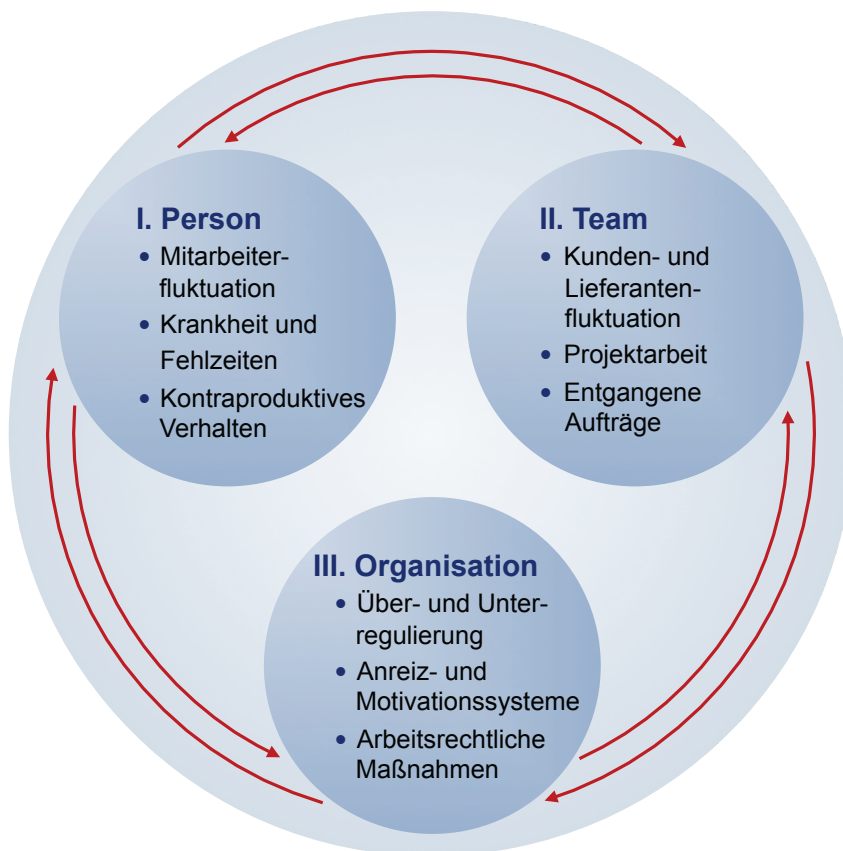 I. Person
• Mitarbeiter-
fluktuation
• Krankheit und
Fehlzeiten
• Kontraproduktives
Verhalten
II. Team
• Kunden- und
Lieferanten-
fluktuation
• Projektarbeit
• Entgangene
Aufträge
III. Organisation
• Über- und Unter-
regulierung
• Anreiz- und
Motivationssysteme
• Arbeitsrechtliche
Maßnahmen